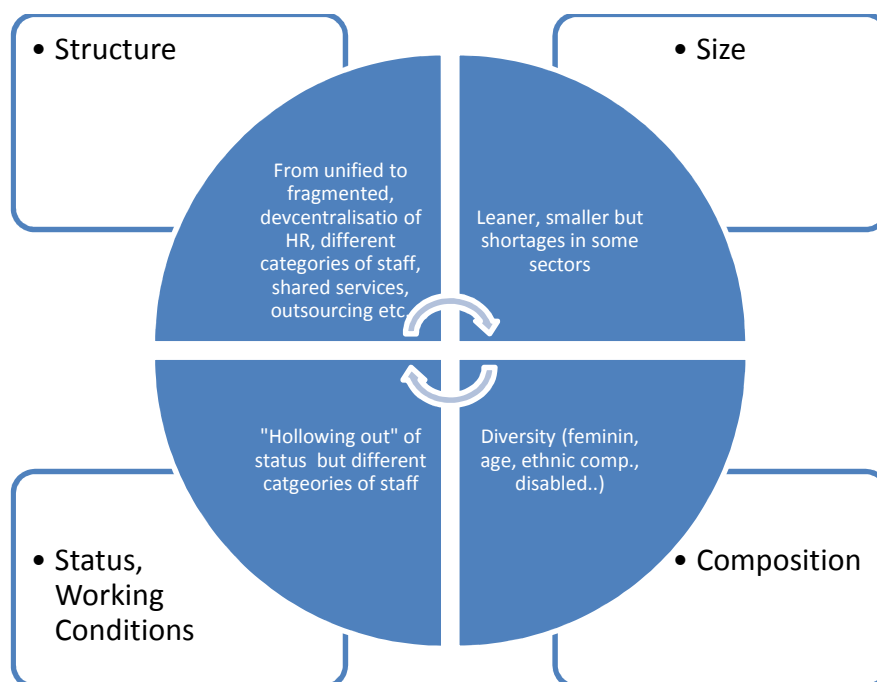 • Structure
• Size
From unified to
fragmented,
devcentralisatio of
HR, different
categories of staff,
shared services,
outsourcing etc.
Leaner, smaller but
shortages in some
sectors
"Hollowing out" of
status but different
catgeories of staff
Diversity (feminin,
age, ethnic comp.,
disabled..)
• Status,
Working
Conditions
• Composition